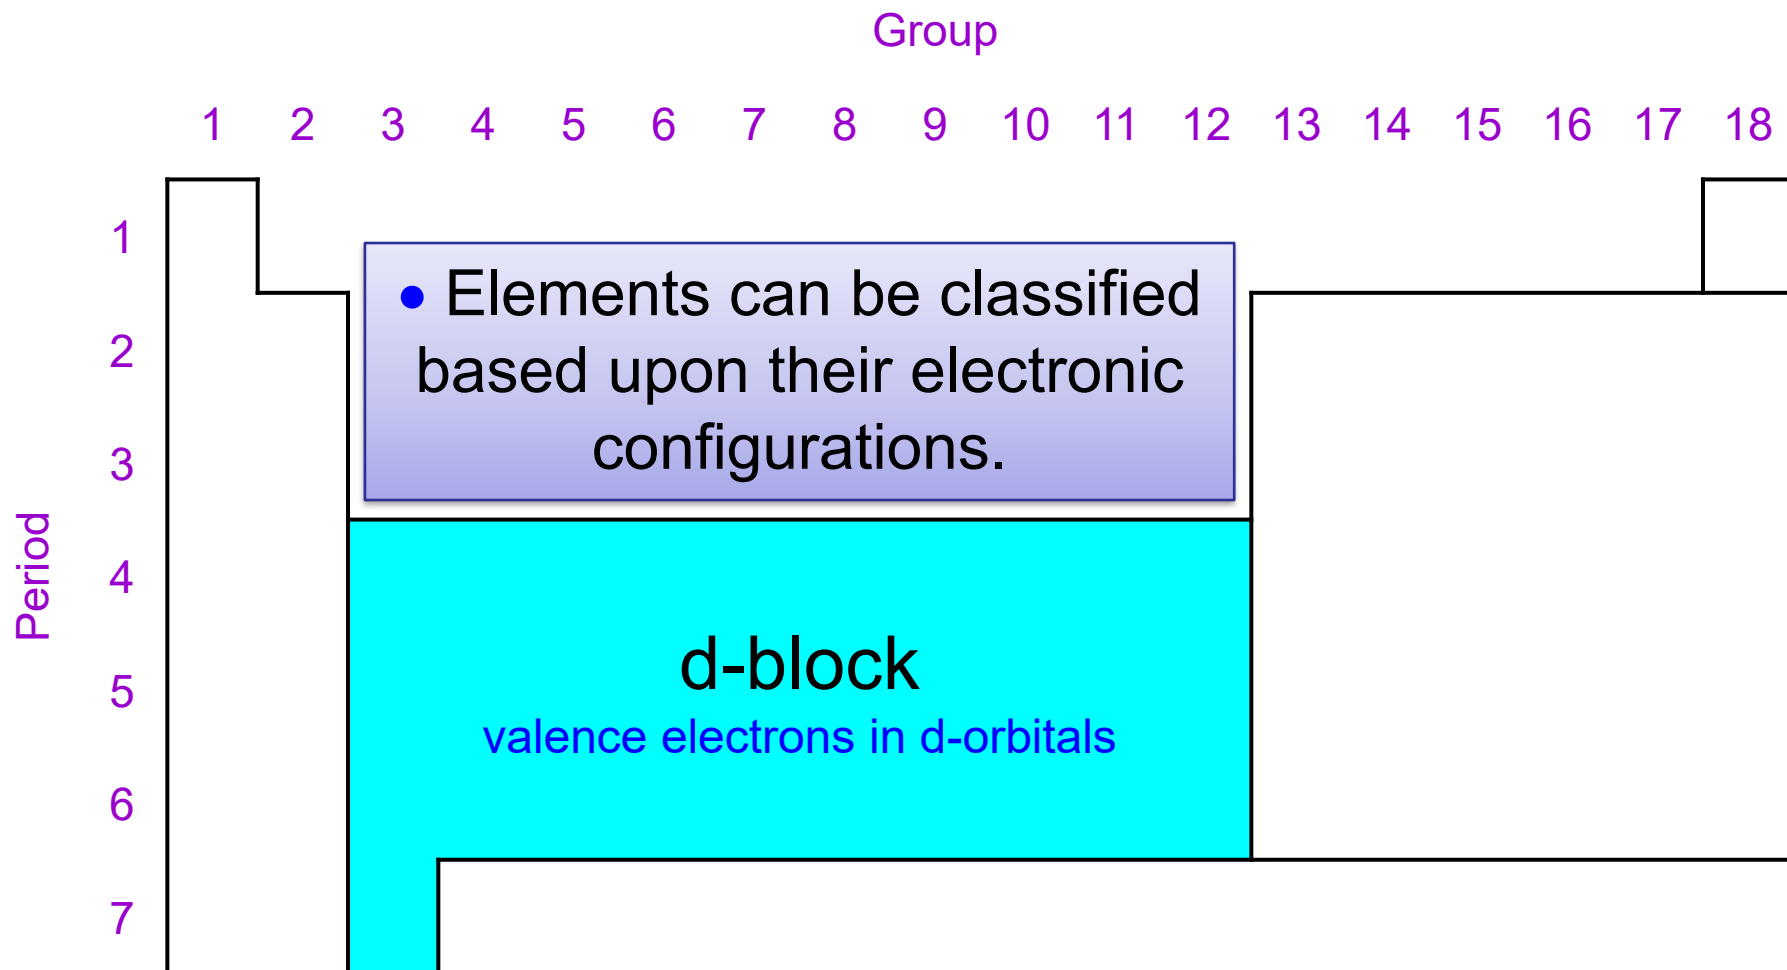 Group
1 2 3 4 5 6 7 8 9 10 11 12 13 14 15 16 17 18
1
• Elements can be classified
2
based upon their electronic
3
configurations.
Period
4
d-block
5
valence electrons in d-orbitals
6
7